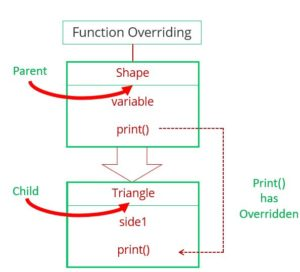 Function Overriding
Parent
Shape
variable
print()
Child
Triangle
side1
print()
Print()
has
Overridden